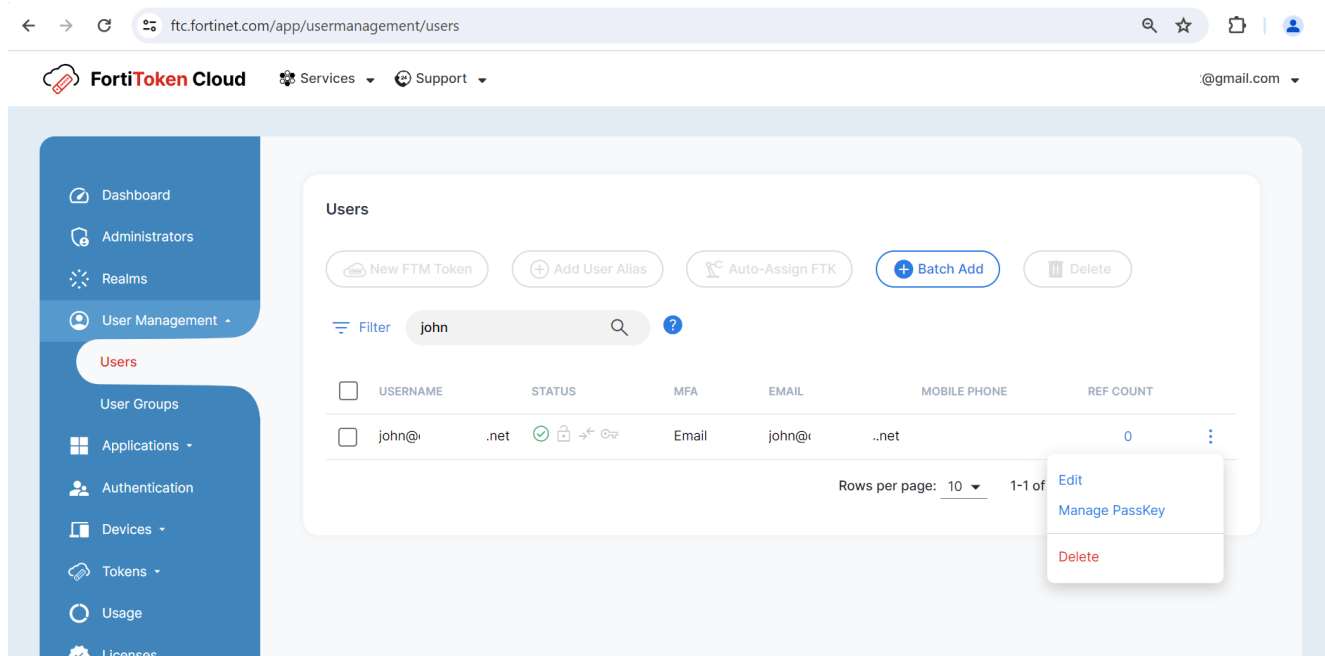 ftc.fortinet.com/app/usermanagement/users
FortiToken Cloud Services Support :@gmail.com
Dashboard
Administrators
Realms
User Management
Users
User Groups
Applications
Authentication
Devices
Tokens
Usage
Licenses
Users
New FTM Token Add User Alias Auto-Assign FTK Batch Add Delete
Filter john ?
USERNAME STATUS MFA EMAIL MOBILE PHONE REF COUNT
john@ .net Email john@ ..net 0
Rows per page: 10 1-1 of
Edit
Manage PassKey
Delete